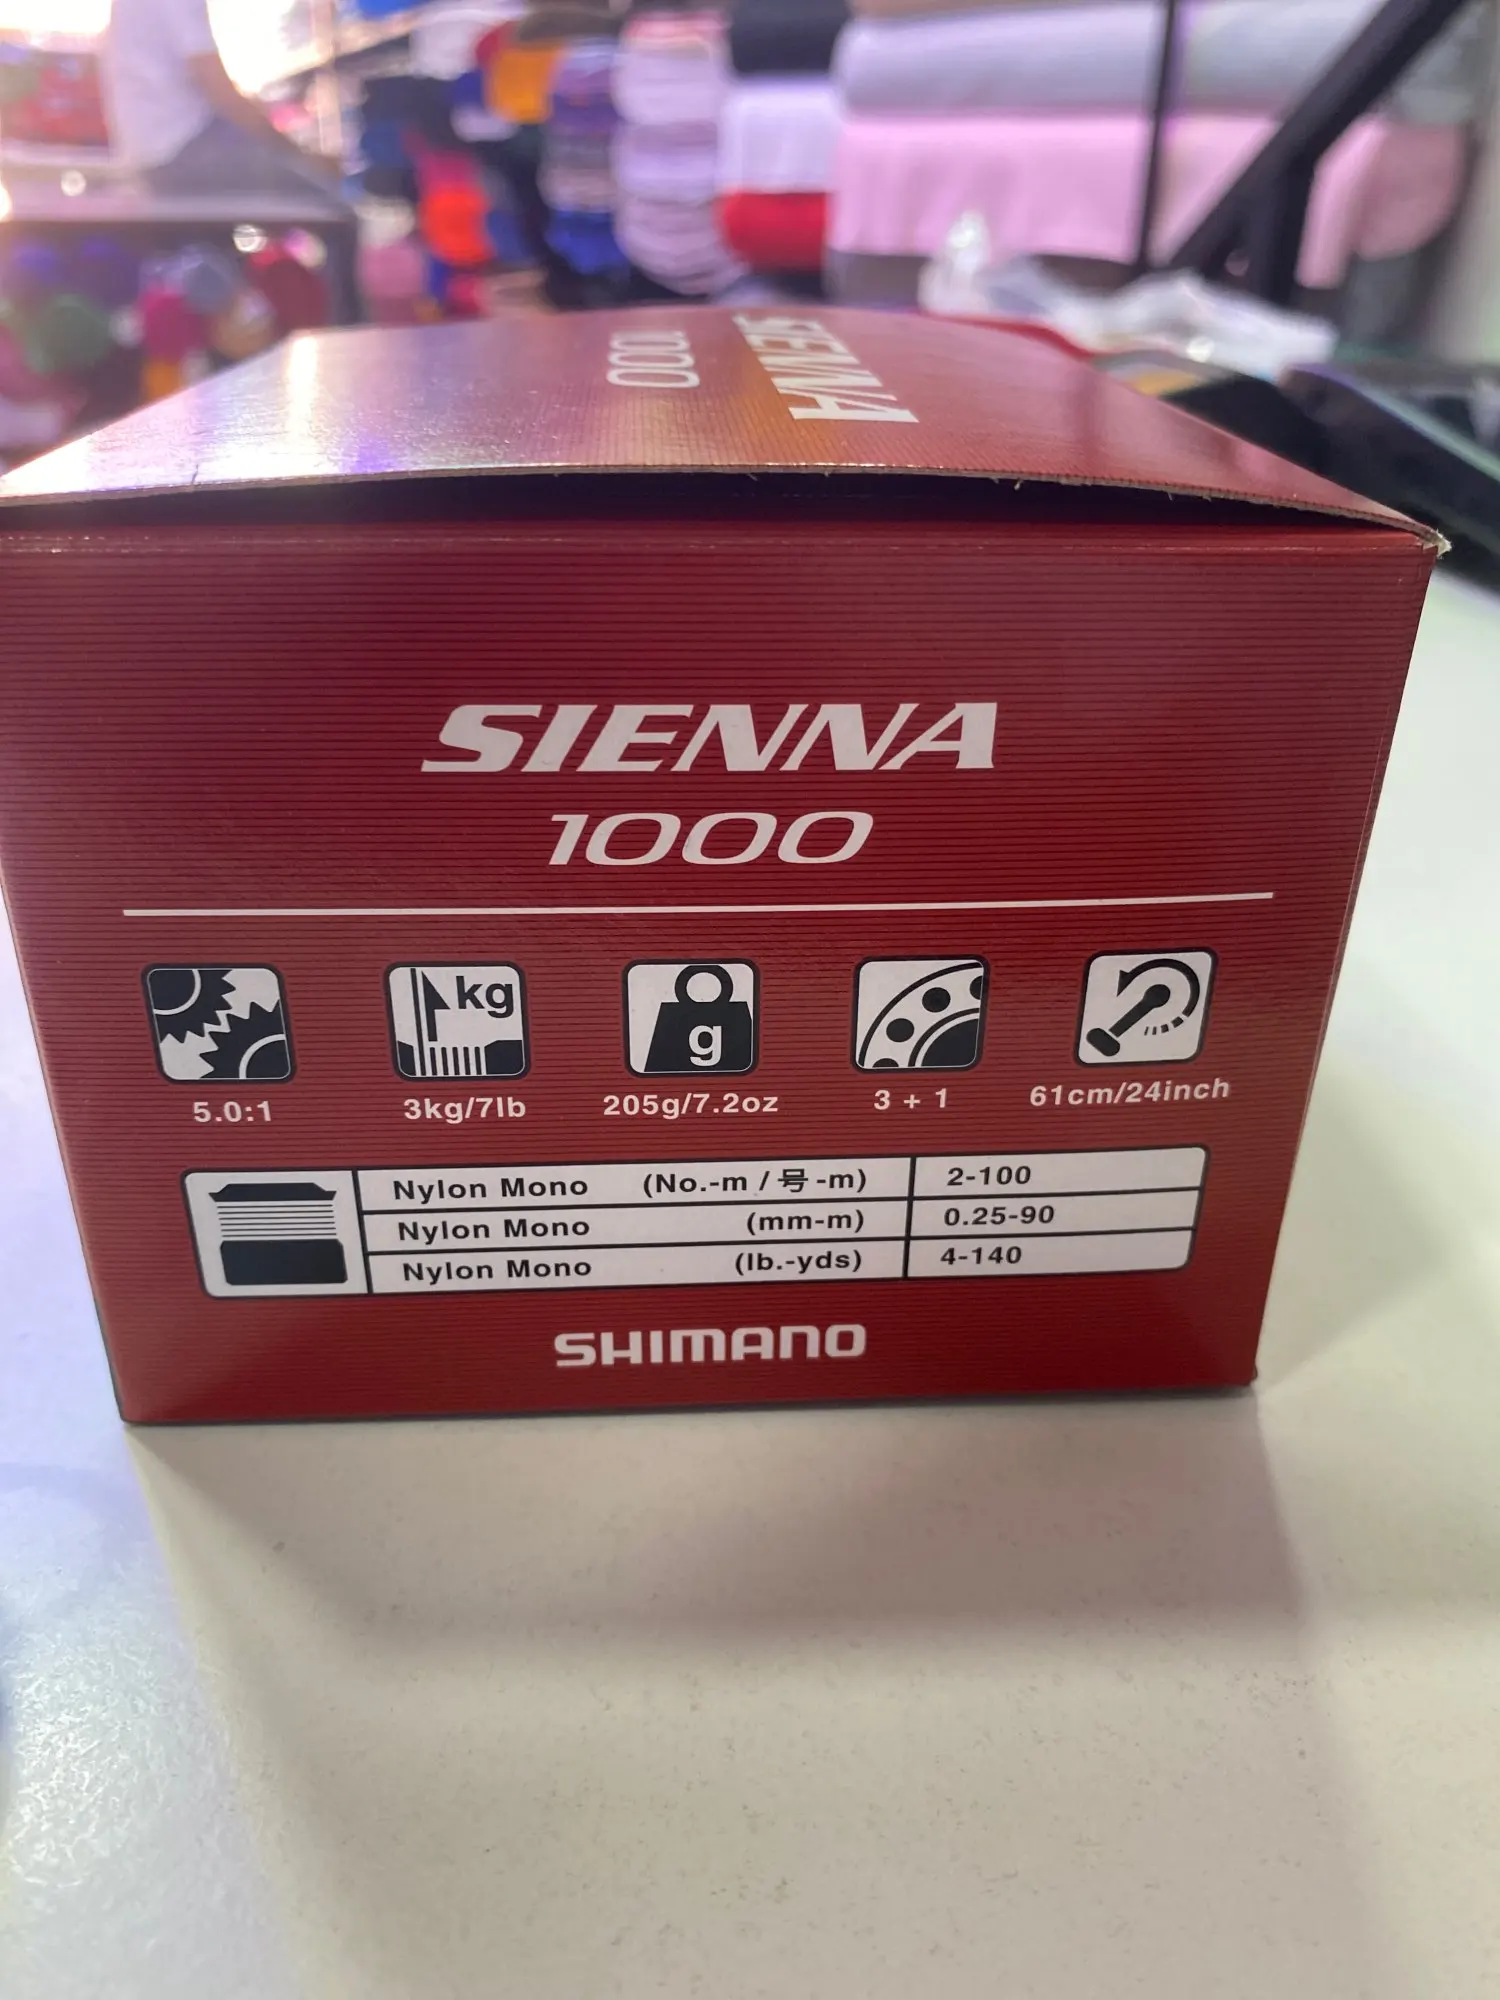 SIENNA
1000
SIENNA
1000
kg
g
5.0:1
3kg/7lb
205g/7.2oz
3 + 1
61cm/24inch
Nylon Mono (No.-m / 号 -m) 2-100
Nylon Mono (mm-m) 0.25-90
Nylon Mono (lb.-yds) 4-140
SHIMANO